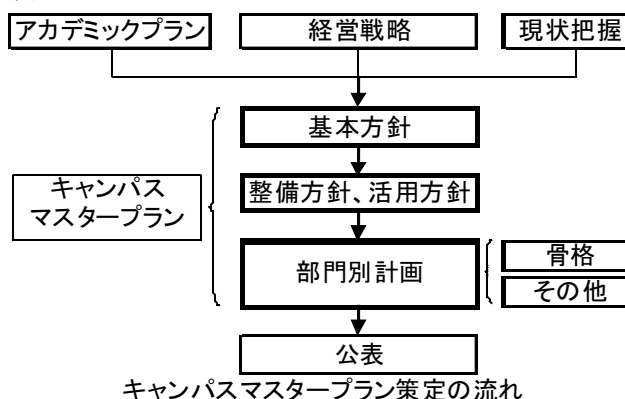 アカデミックプラン
経営戦略
現状把握
基本方針
整備方針、活用方針
キャンパス
マスタープラン
部門別計画
骨格
その他
公表
キャンパスマスタープラン策定の流れ